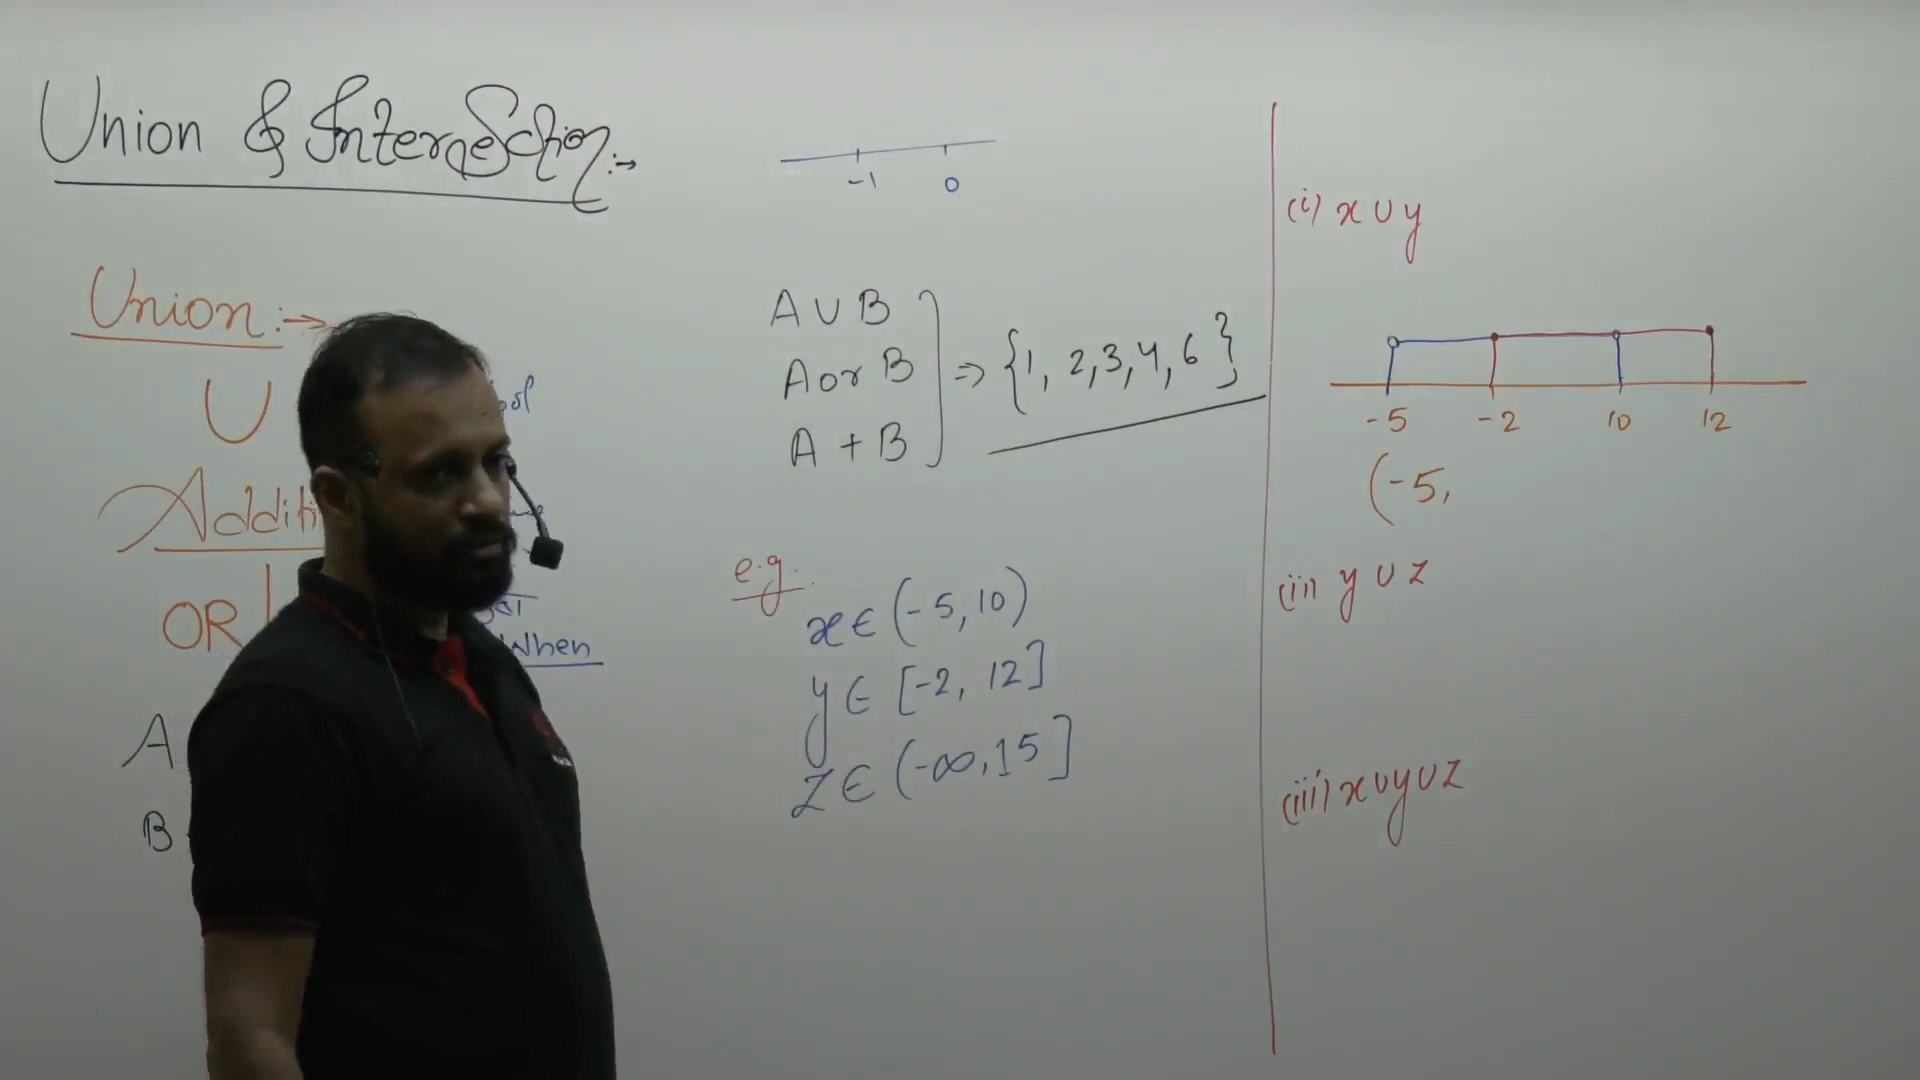 Union & Intersection :→
-1 0
Union :→
U
OR
When
A
B
A ∪ B
A or B
A + B
⇒ {1, 2, 3, 4, 6}
e.g.
x ∈ (-5, 10)
y ∈ [-2, 12]
z ∈ (-∞, 15]
(i) x ∪ y
-5 -2 10 12
(-5,
(ii) y ∪ z
(iii) x ∪ y ∪ z